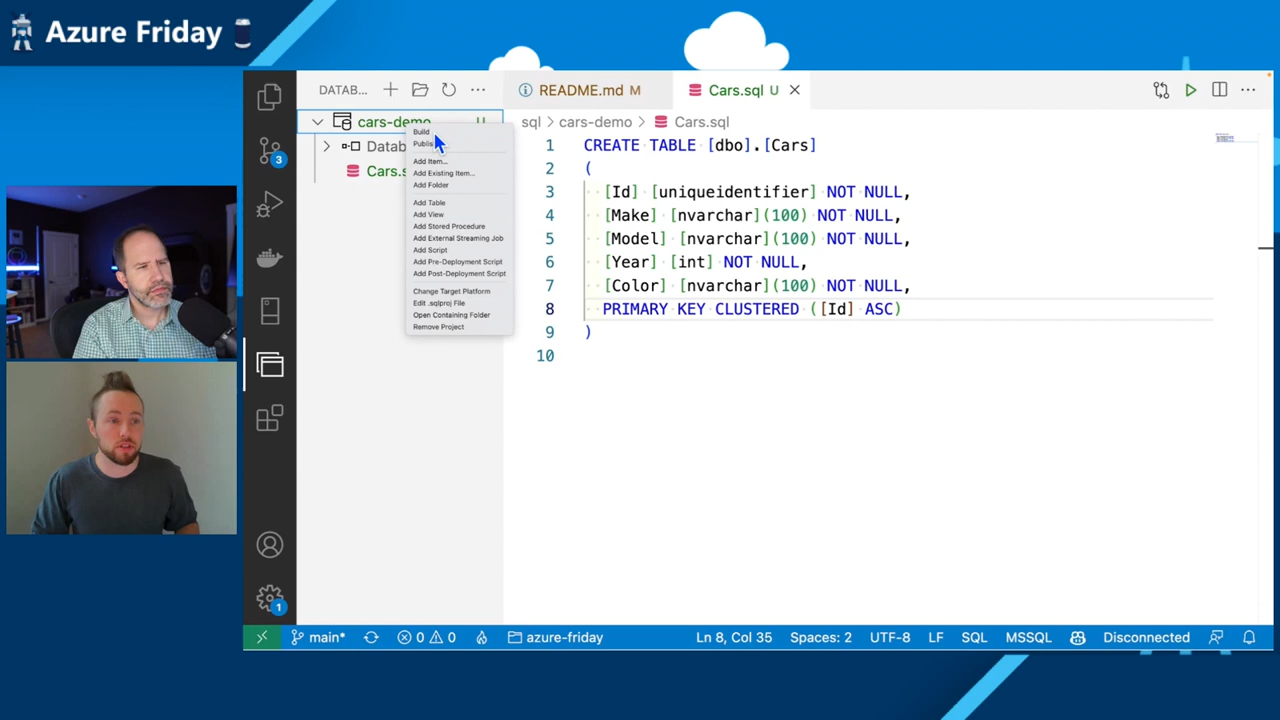 Azure Friday
DATAB...
README.md M
Cars.sql U
cars-demo U
sql > cars-demo > Cars.sql
Datab
Cars.s
Build
Publis
Add Item...
Add Existing Item...
Add Folder
Add Table
Add View
Add Stored Procedure
Add External Streaming Job
Add Script
Add Pre-Deployment Script
Add Post-Deployment Script
Change Target Platform
Edit .sqlproj File
Open Containing Folder
Remove Project
1 CREATE TABLE [dbo].[Cars]
2 (
3 [Id] [uniqueidentifier] NOT NULL,
4 [Make] [nvarchar](100) NOT NULL,
5 [Model] [nvarchar](100) NOT NULL,
6 [Year] [int] NOT NULL,
7 [Color] [nvarchar](100) NOT NULL,
8 PRIMARY KEY CLUSTERED ([Id] ASC)
9 )
10
3
1
main* 0 0 azure-friday Ln 8, Col 35 Spaces: 2 UTF-8 LF SQL MSSQL Disconnected